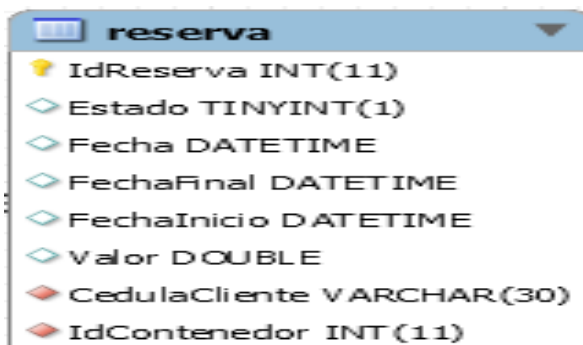 reserva
IdReserva INT(11)
Estado TINYINT(1)
Fecha DATETIME
FechaFinal DATETIME
FechaInicio DATETIME
Valor DOUBLE
CedulaCliente VARCHAR(30)
IdContenedor INT(11)